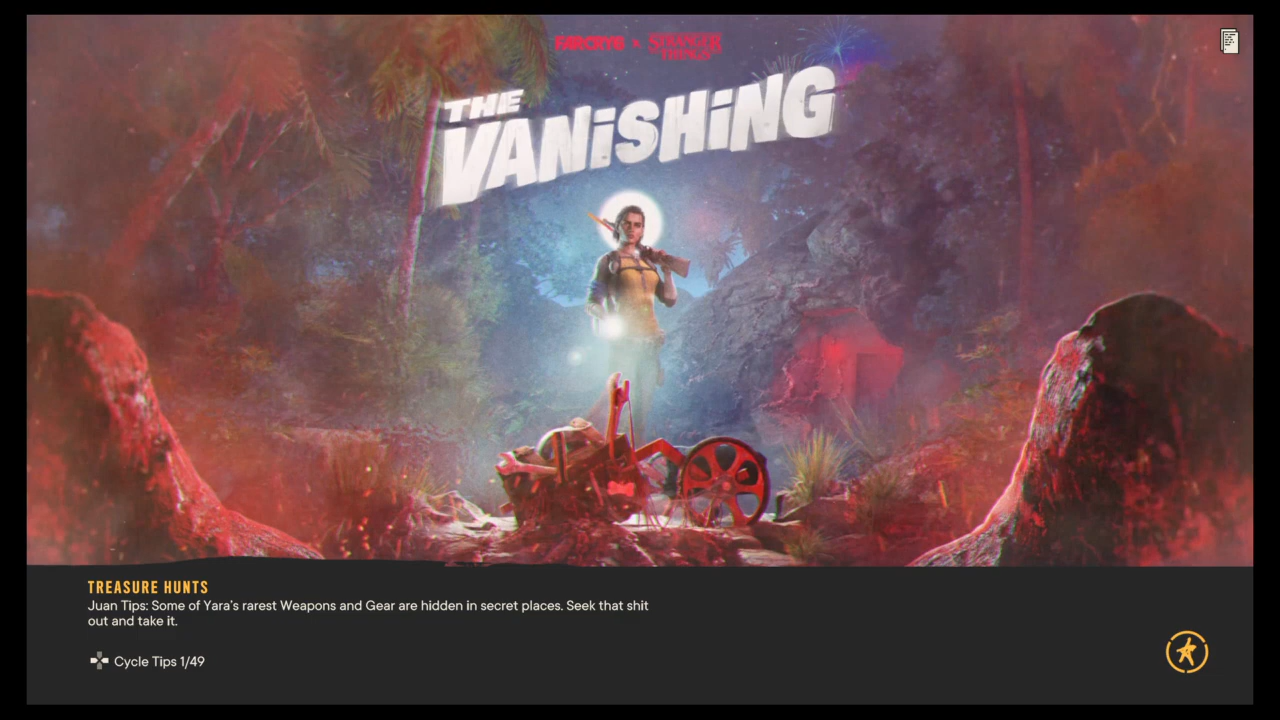 FARCRY6 x STRANGER
THINGS
THE
VANiSHiNG
TREASURE HUNTS
Juan Tips: Some of Yara's rarest Weapons and Gear are hidden in secret places. Seek that shit
out and take it.
Cycle Tips 1/49